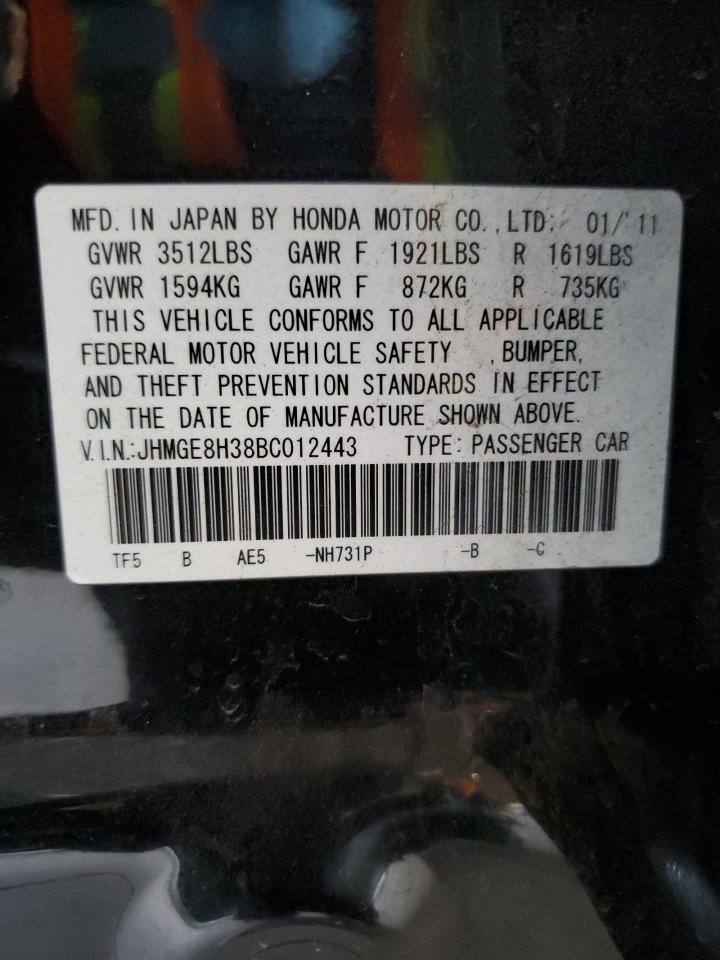 MFD. IN JAPAN BY HONDA MOTOR CO., LTD; 01/'11
GVWR 3512LBS GAWR F 1921LBS R 1619LBS
GVWR 1594KG GAWR F 872KG R 735KG
THIS VEHICLE CONFORMS TO ALL APPLICABLE
FEDERAL MOTOR VEHICLE SAFETY , BUMPER,
AND THEFT PREVENTION STANDARDS IN EFFECT
ON THE DATE OF MANUFACTURE SHOWN ABOVE.
V.I.N.:JHMGE8H38BC012443 TYPE: PASSENGER CAR
TF5 B AE5 -NH731P -B -C